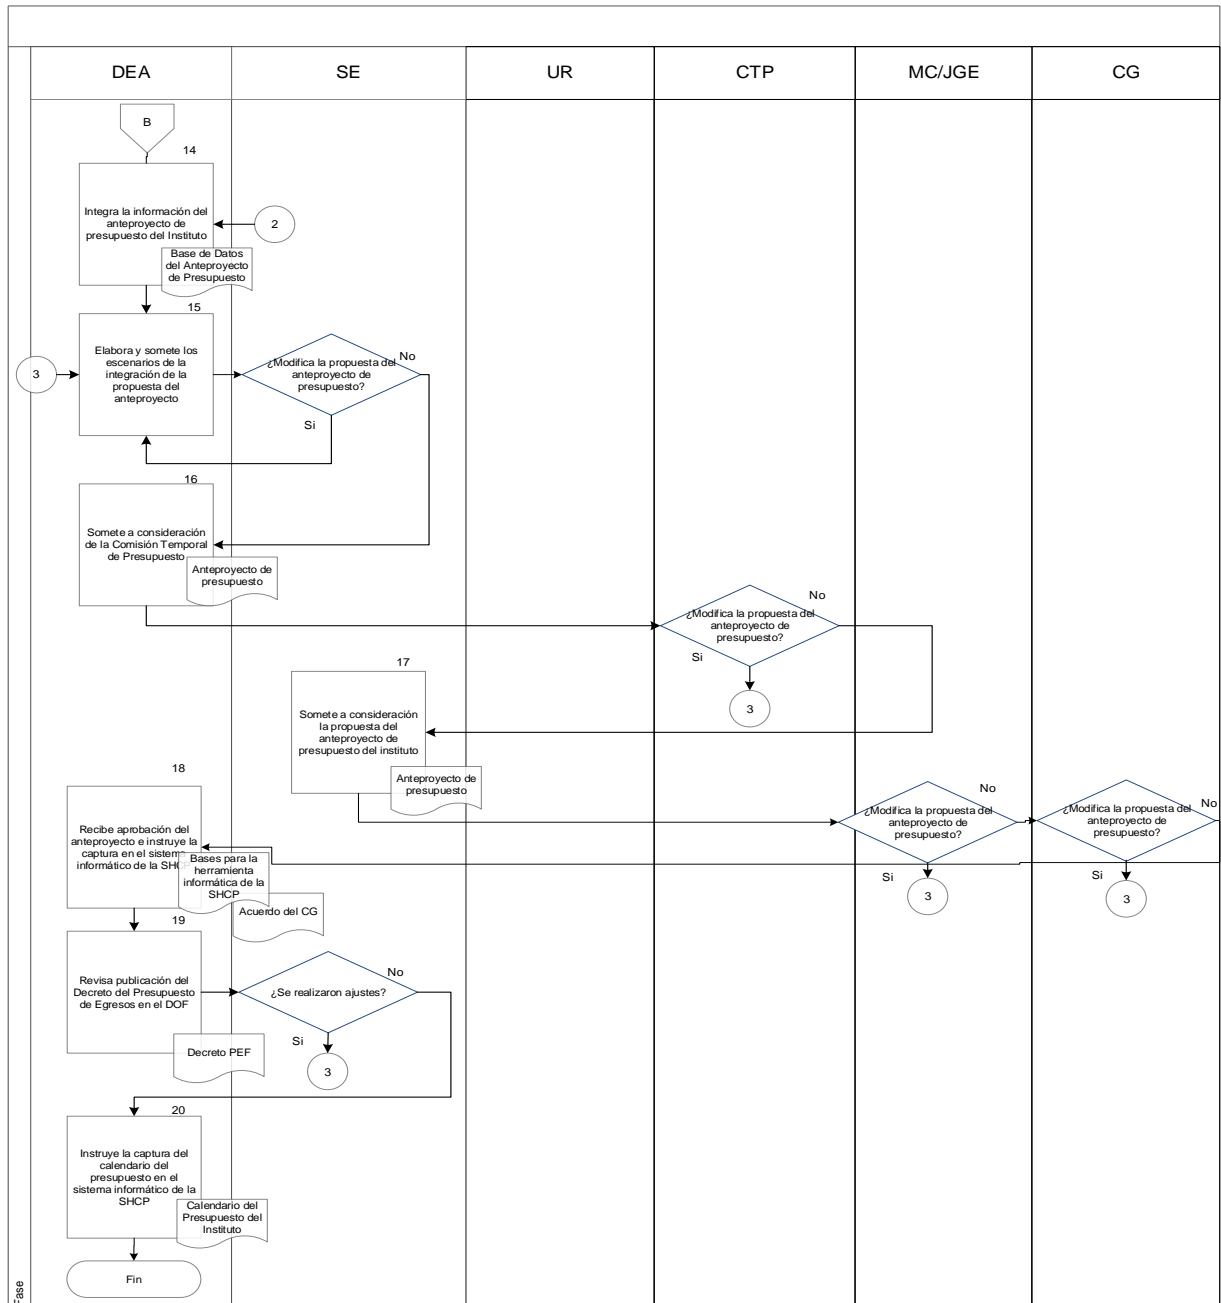 DEA
SE
UR
CTP
MC/JGE
CG
B
14
Integra la información del
anteproyecto de
presupuesto del Instituto
2
Base de Datos
del Anteproyecto
de Presupuesto
15
Elabora y somete los
escenarios de la
integración de la
propuesta del
anteproyecto
3
¿Modifica la propuesta del
anteproyecto de
presupuesto?
No
Si
16
Somete a consideración
de la Comisión Temporal
de Presupuesto
Anteproyecto de
presupuesto
¿Modifica la propuesta del
anteproyecto de
presupuesto?
No
Si
3
17
Somete a consideración
la propuesta del
anteproyecto de
presupuesto del instituto
Anteproyecto de
presupuesto
¿Modifica la propuesta del
anteproyecto de
presupuesto?
No
Si
3
¿Modifica la propuesta del
anteproyecto de
presupuesto?
No
Si
3
18
Recibe aprobación del
anteproyecto e instruye la
captura en el sistema
informático de la SHCP
Bases para la
herramienta
informática de la
SHCP
Acuerdo del CG
19
Revisa publicación del
Decreto del Presupuesto
de Egresos en el DOF
Decreto PEF
¿Se realizaron ajustes?
No
Si
3
20
Instruye la captura del
calendario del
presupuesto en el
sistema informático de la
SHCP
Calendario del
Presupuesto del
Instituto
Fin
Fase